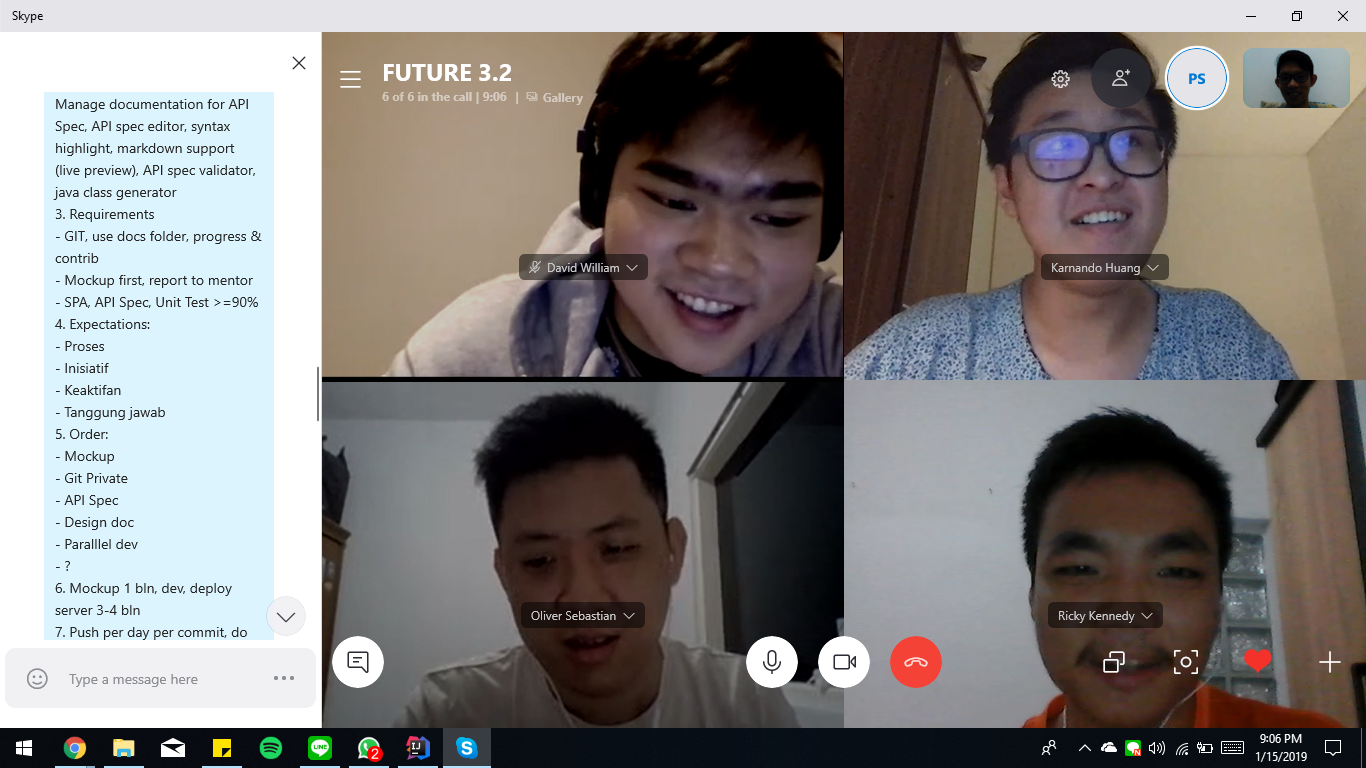 Skype
Manage documentation for API
Spec, API spec editor, syntax
highlight, markdown support
(live preview), API spec validator,
java class generator
3. Requirements
- GIT, use docs folder, progress &
contrib
- Mockup first, report to mentor
- SPA, API Spec, Unit Test >=90%
4. Expectations:
- Proses
- Inisiatif
- Keaktifan
- Tanggung jawab
5. Order:
- Mockup
- Git Private
- API Spec
- Design doc
- Paralllel dev
- ?
6. Mockup 1 bln, dev, deploy
server 3-4 bln
7. Push per day per commit, do
Type a message here
FUTURE 3.2
6 of 6 in the call | 9:06 | Gallery
PS
David William
Karnando Huang
Oliver Sebastian
Ricky Kennedy
LINE
2
IJ
S
N
9:06 PM
1/15/2019